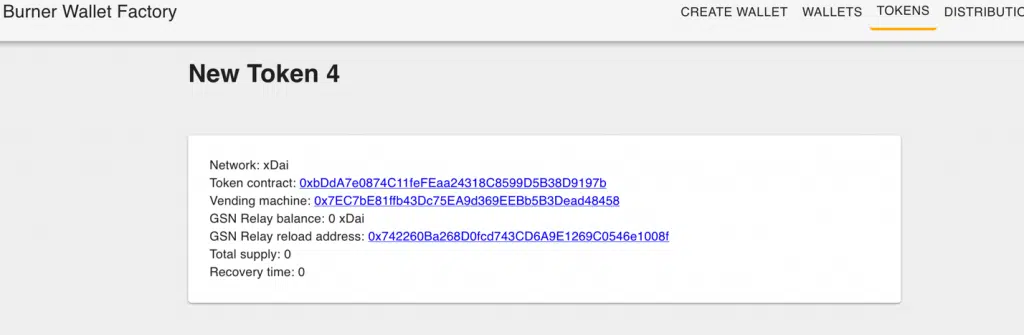 Burner Wallet Factory CREATE WALLET WALLETS TOKENS DISTRIBUTIO
New Token 4
Network: xDai
Token contract: 0xbDdA7e0874C11feFEaa24318C8599D5B38D9197b
Vending machine: 0x7EC7bE81ffb43Dc75EA9d369EEBb5B3Dead48458
GSN Relay balance: 0 xDai
GSN Relay reload address: 0x742260Ba268D0fcd743CD6A9E1269C0546e1008f
Total supply: 0
Recovery time: 0